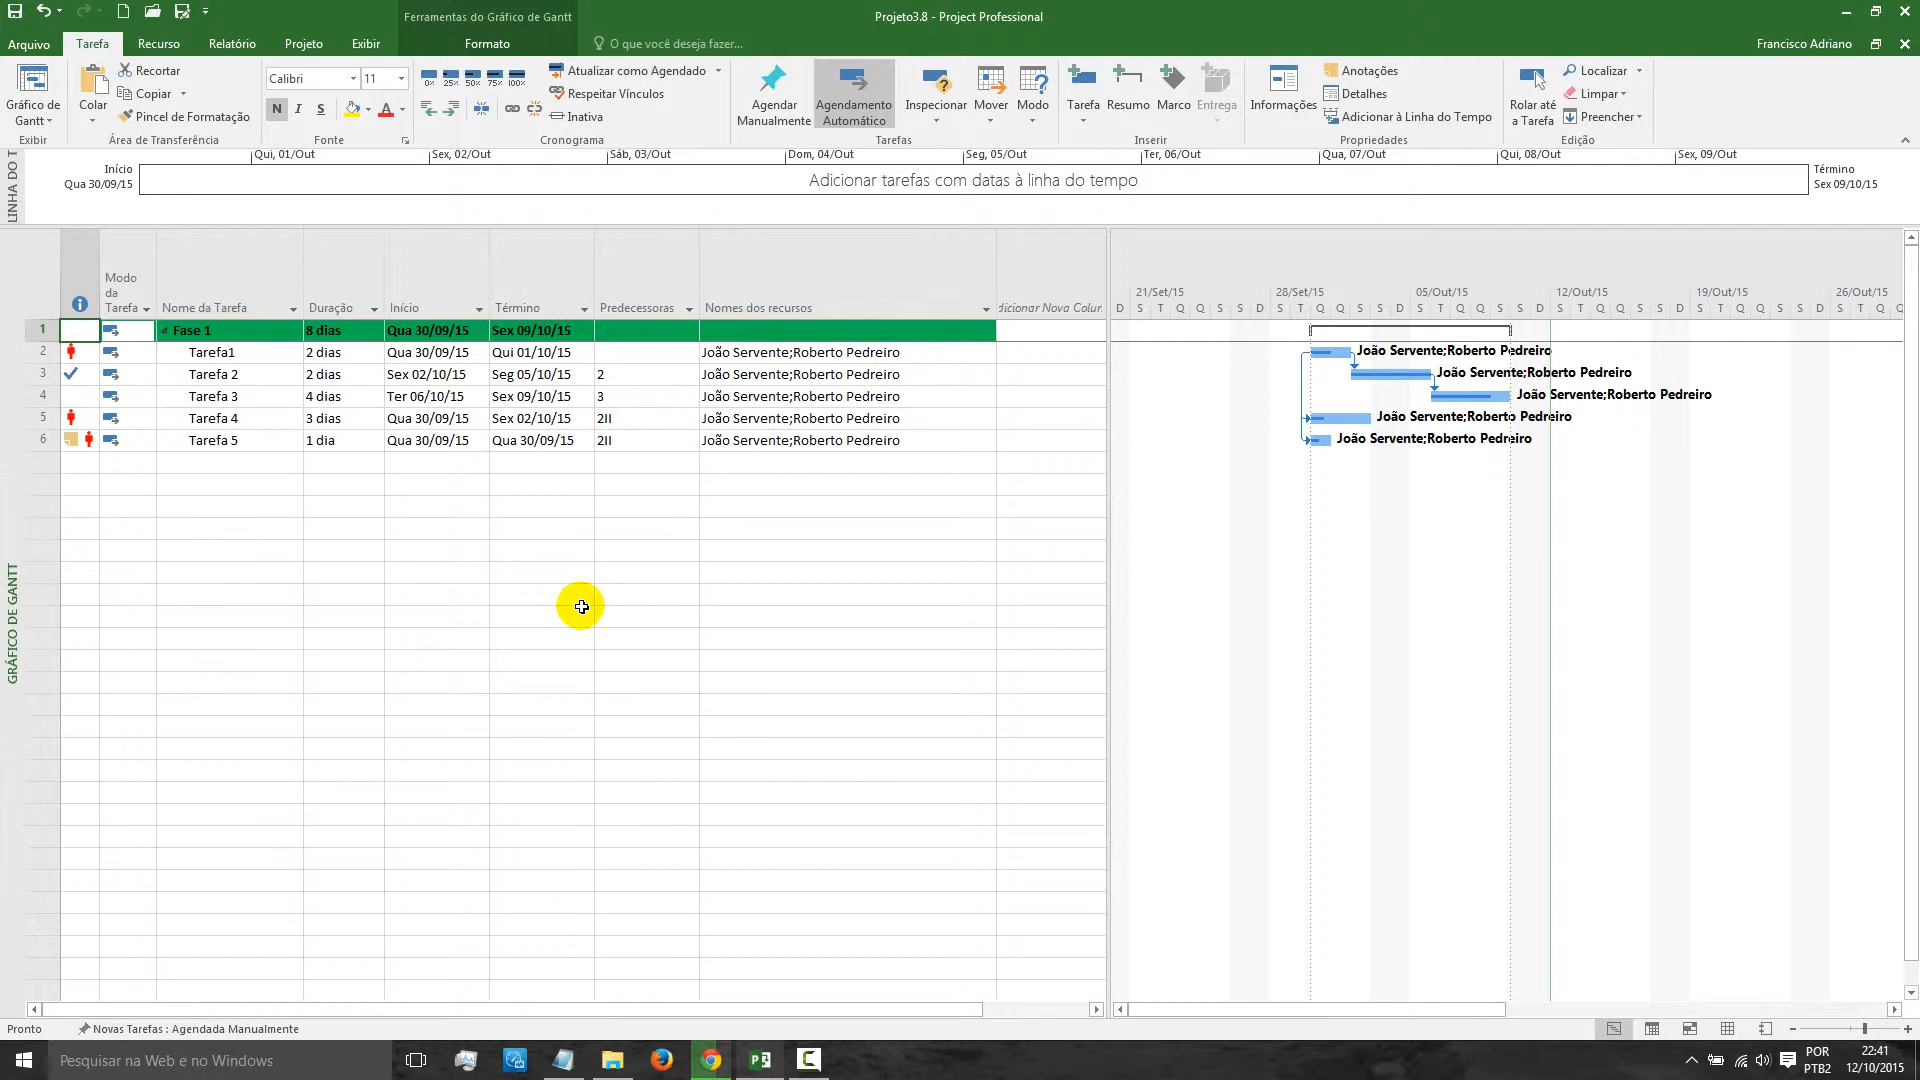 Ferramentas do Gráfico de Gantt
Projeto3.8 - Project Professional
Arquivo
Tarefa
Recurso
Relatório
Projeto
Exibir
Formato
O que você deseja fazer...
Francisco Adriano
Gráfico de
Gantt
Exibir
Colar
Recortar
Copiar
Pincel de Formatação
Área de Transferência
Calibri
11
N I S
A
Fonte
0% 25% 50% 75% 100%
Atualizar como Agendado
Respeitar Vínculos
Inativa
Cronograma
Agendar
Manualmente
Agendamento
Automático
Inspecionar
Mover
Modo
Tarefas
Tarefa
Resumo
Marco
Entrega
Inserir
Informações
Anotações
Detalhes
Adicionar à Linha do Tempo
Propriedades
Rolar até
a Tarefa
Localizar
Limpar
Preencher
Edição
LINHA DO T
Qui, 01/Out
Sex, 02/Out
Sáb, 03/Out
Dom, 04/Out
Seg, 05/Out
Ter, 06/Out
Qua, 07/Out
Qui, 08/Out
Sex, 09/Out
Início
Qua 30/09/15
Adicionar tarefas com datas à linha do tempo
Término
Sex 09/10/15
Modo
da
Tarefa
Nome da Tarefa
Duração
Início
Término
Predecessoras
Nomes dos recursos
dicionar Nova Colur
21/Set/15
28/Set/15
05/Out/15
12/Out/15
19/Out/15
26/Out/15
D S T Q Q S S D S T Q Q S S D S T Q Q S S D S T Q Q S S D S T Q Q S S D S T Q Q
1 Fase 1 8 dias Qua 30/09/15 Sex 09/10/15
2 Tarefa1 2 dias Qua 30/09/15 Qui 01/10/15 João Servente;Roberto Pedreiro
3 Tarefa 2 2 dias Sex 02/10/15 Seg 05/10/15 2 João Servente;Roberto Pedreiro
4 Tarefa 3 4 dias Ter 06/10/15 Sex 09/10/15 3 João Servente;Roberto Pedreiro
5 Tarefa 4 3 dias Qua 30/09/15 Sex 02/10/15 2II João Servente;Roberto Pedreiro
6 Tarefa 5 1 dia Qua 30/09/15 Qua 30/09/15 2II João Servente;Roberto Pedreiro
João Servente;Roberto Pedreiro
João Servente;Roberto Pedreiro
João Servente;Roberto Pedreiro
João Servente;Roberto Pedreiro
João Servente;Roberto Pedreiro
GRÁFICO DE GANTT
Pronto
Novas Tarefas : Agendada Manualmente
Pesquisar na Web e no Windows
POR
PTB2
22:41
12/10/2015